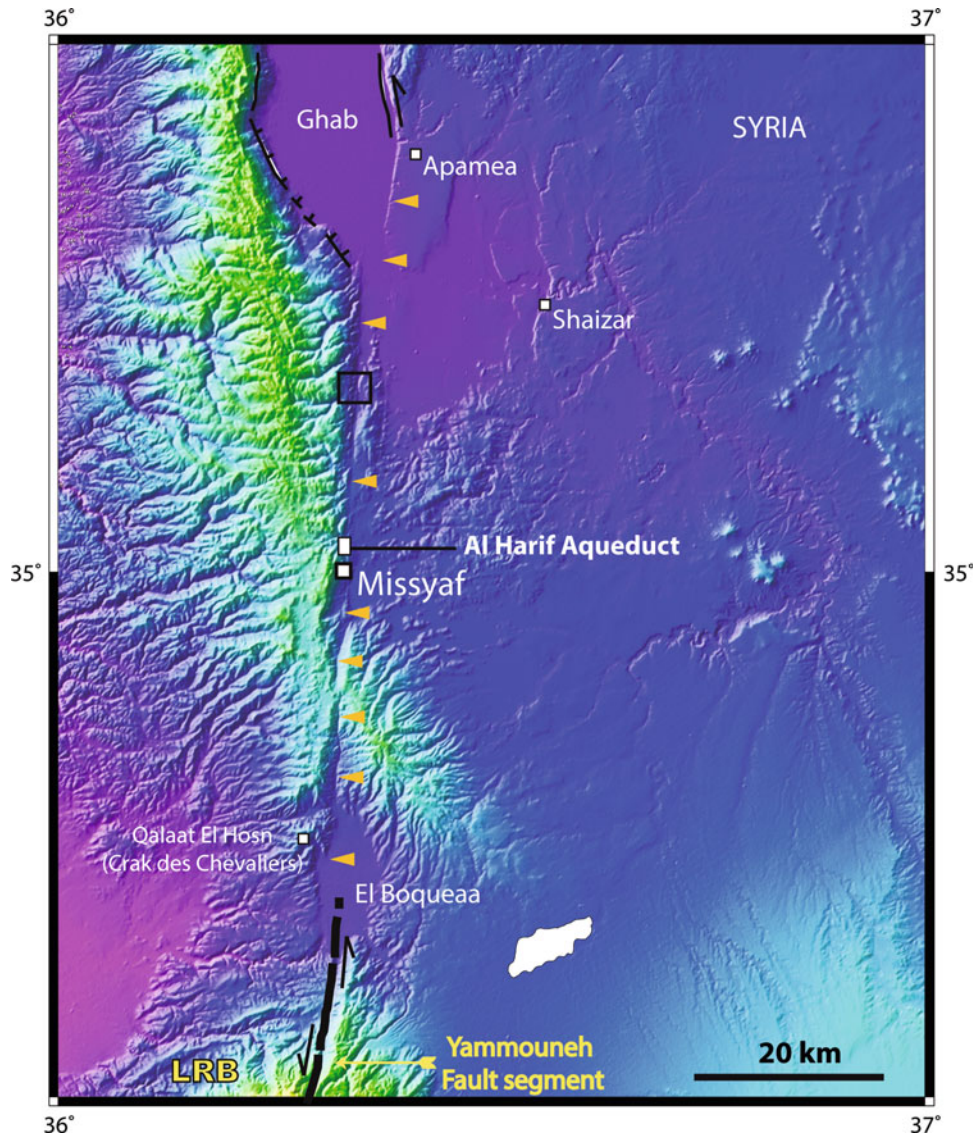 36°
37°
Ghab
SYRIA
Apamea
Shaizar
Al Harif Aqueduct
35°
35°
Missyaf
Qalaat El Hosn
(Crak des Chevallers)
El Boqueaa
Yammouneh
Fault segment
LRB
20 km
36°
37°